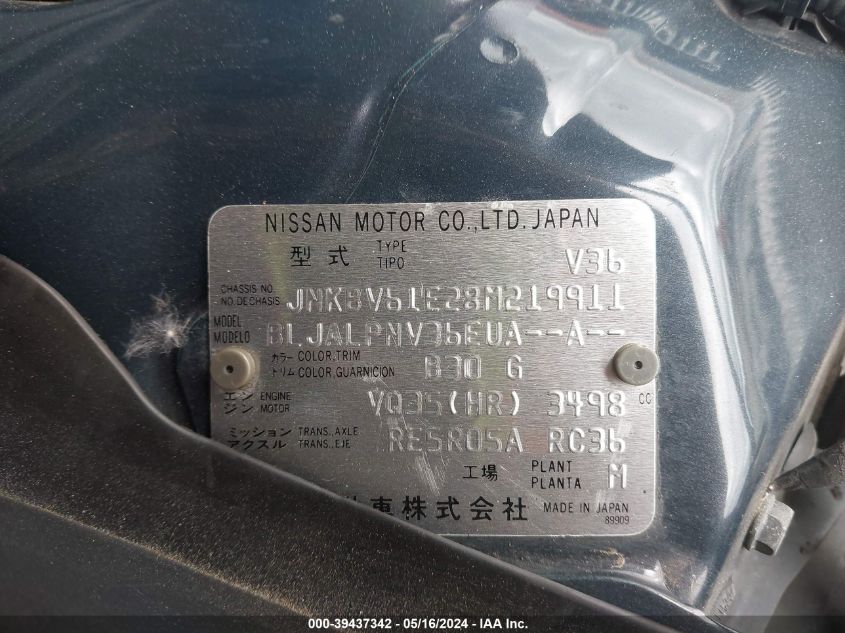 NISSAN MOTOR CO.,LTD. JAPAN
型式 TYPE TIPO V36
CHASSIS NO. NO. DE CHASIS JNKBV61E28M219911
MODEL MODELO BLJALPNV36EUA--A--
カラー COLOR,TRIM トリム COLOR,GUARNICION B30 G
エンジン ENGINE MOTOR VQ35(HR) 3498 CC
ミッション TRANS.,AXLE アクスル TRANS.,EJE RE5R05A RC36
工場 PLANT PLANTA M
車株式会社 MADE IN JAPAN
89909
000-39437342 / 05/16/2024 - IAA Inc.